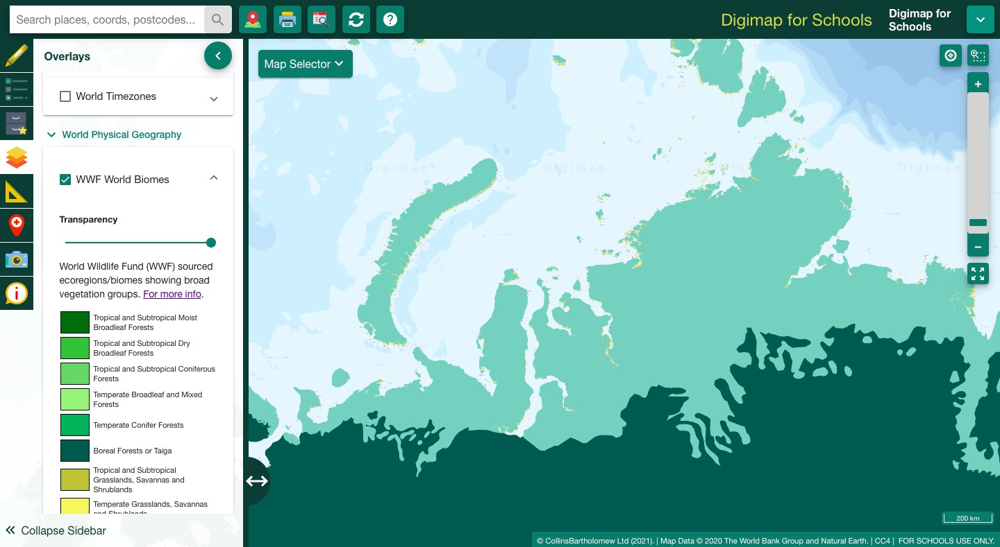 Search places, coords, postcodes...
Digimap for Schools
Digimap for
Schools
Overlays
Map Selector
World Timezones
World Physical Geography
WWF World Biomes
Transparency
World Wildlife Fund (WWF) sourced
ecoregions/biomes showing broad
vegetation groups. For more info.
Tropical and Subtropical Moist
Broadleaf Forests
Tropical and Subtropical Dry
Broadleaf Forests
Tropical and Subtropical Coniferous
Forests
Temperate Broadleaf and Mixed
Forests
Temperate Conifer Forests
Boreal Forests or Taiga
Tropical and Subtropical
Grasslands, Savannas and
Shrublands
Temperate Grasslands, Savannas
and Shrublands
Collapse Sidebar
Digimap
Digimap
Digimap
Digimap
Digimap
+
−
200 km
© CollinsBartholomew Ltd (2021). | Map Data © 2020 The World Bank Group and Natural Earth. | CC4 | FOR SCHOOLS USE ONLY.